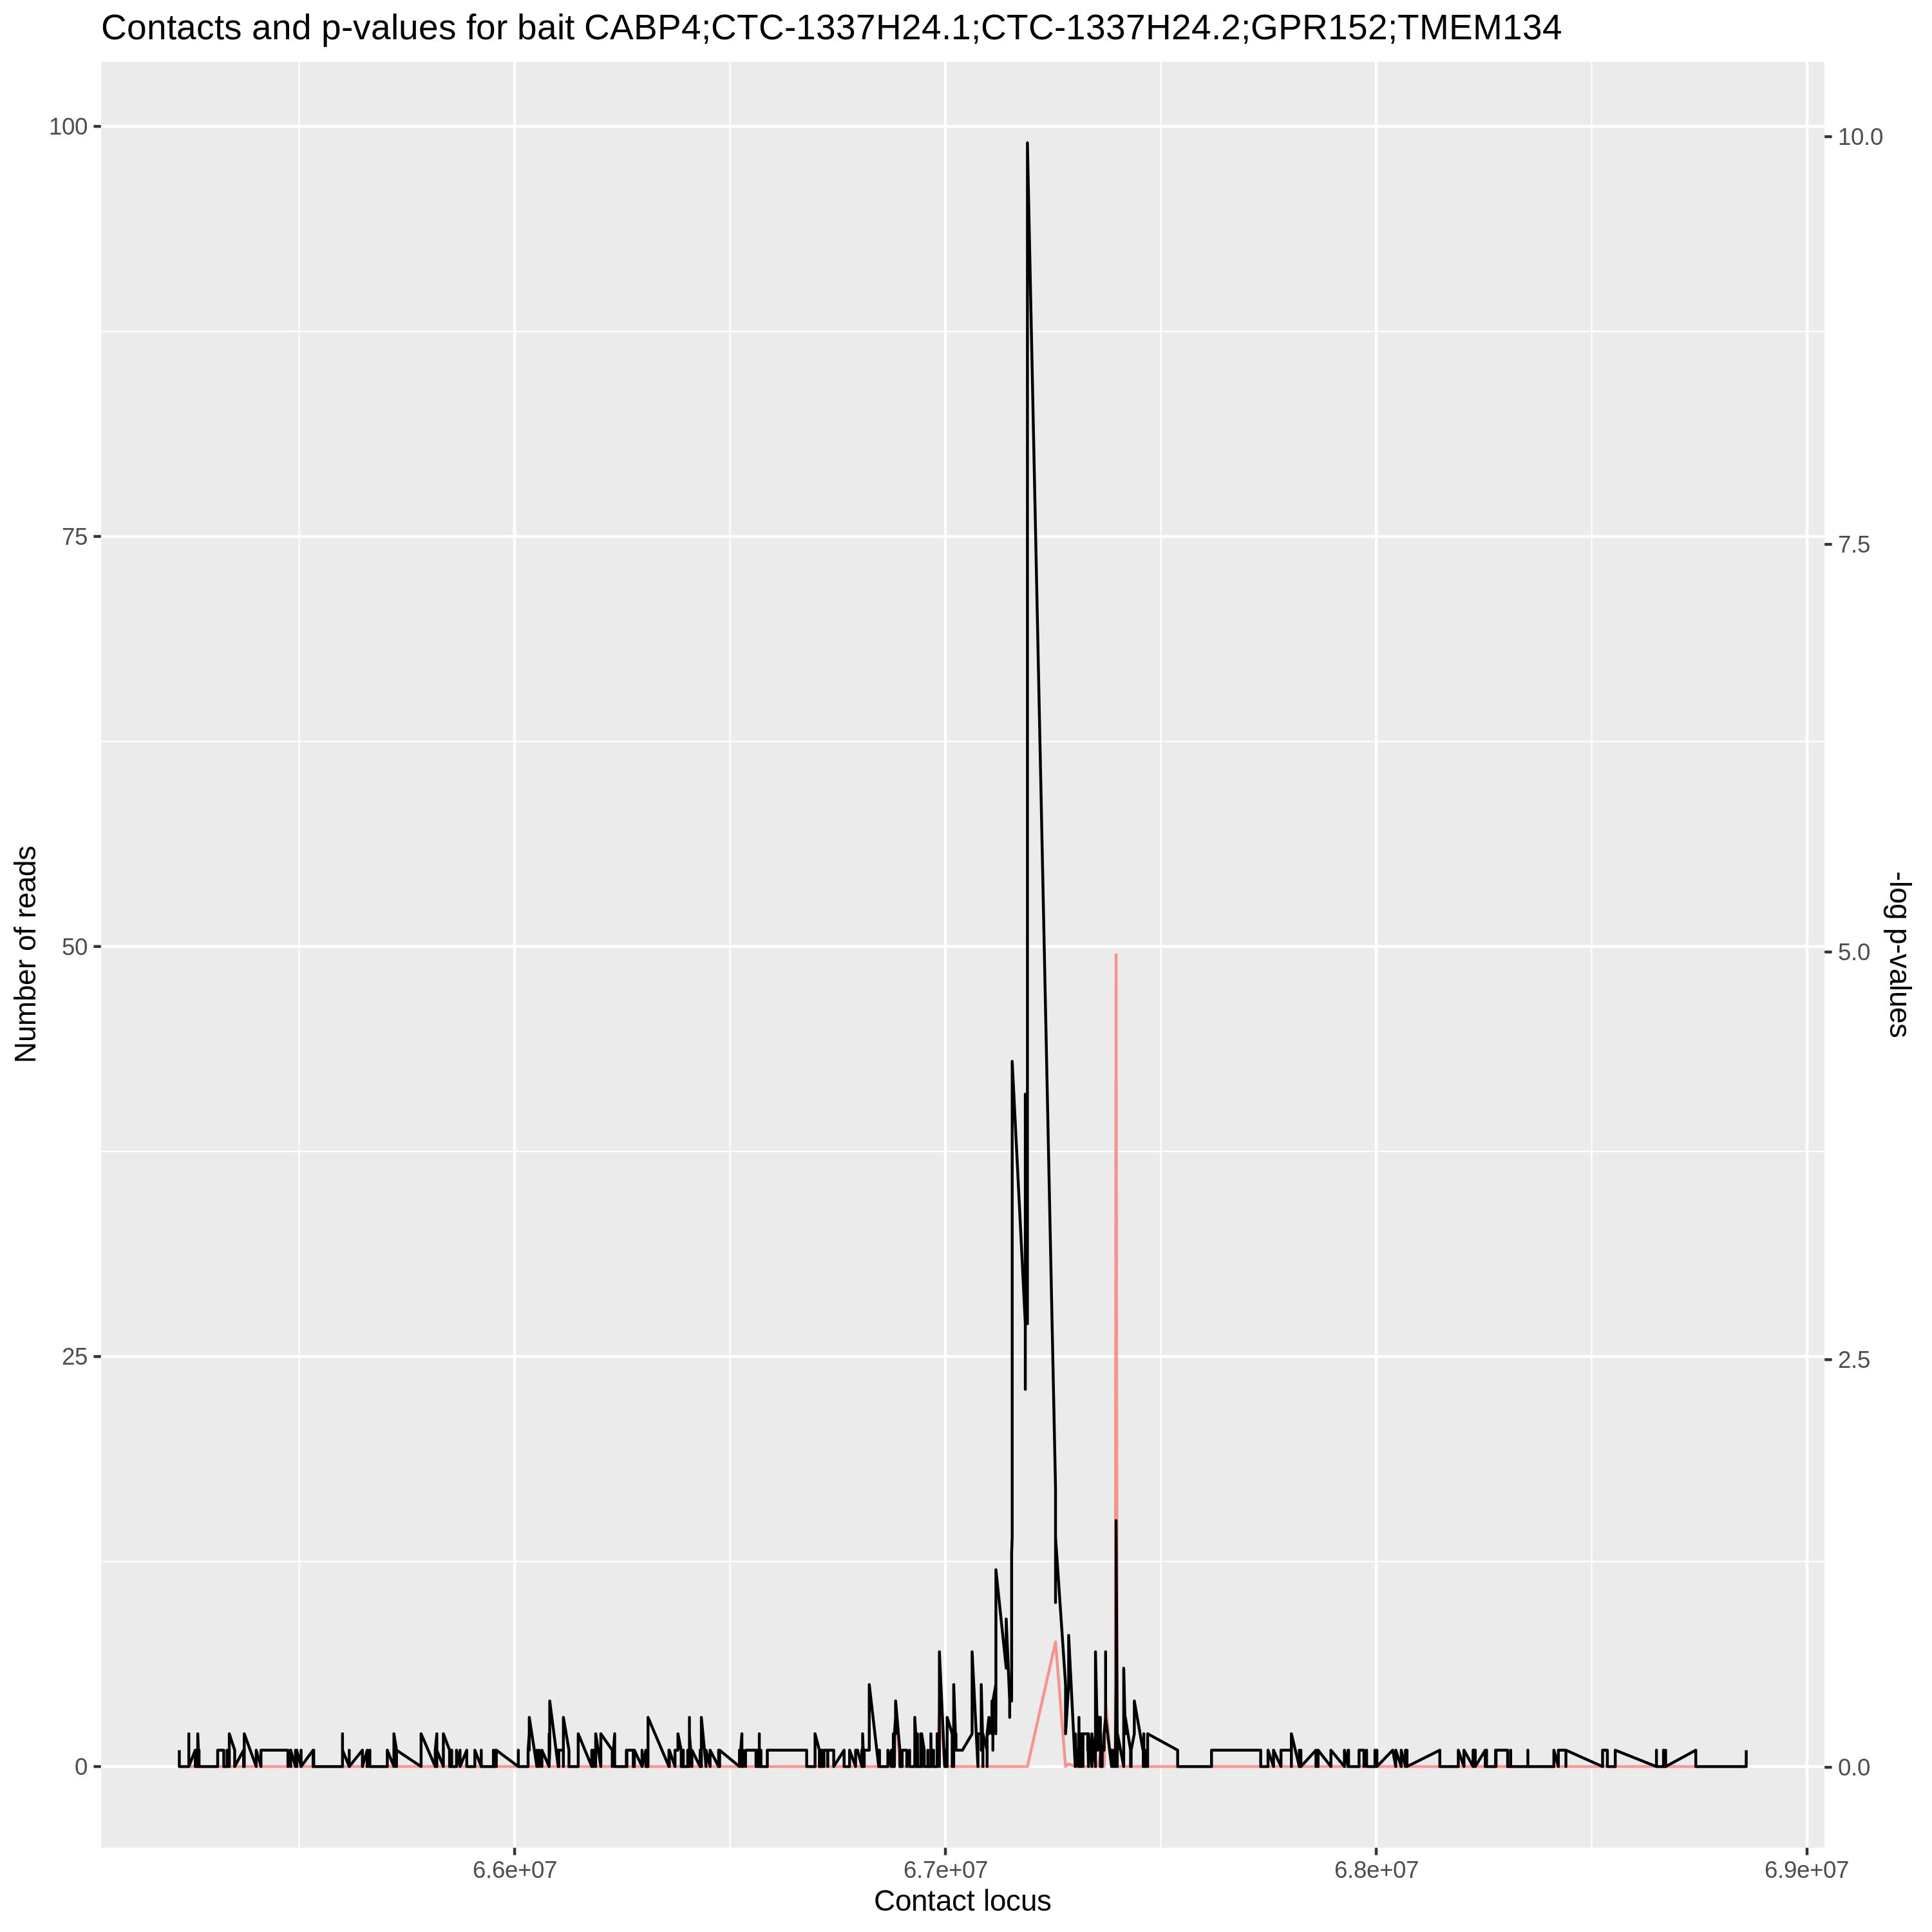 Contacts and p-values for bait CABP4;CTC-1337H24.1;CTC-1337H24.2;GPR152;TMEM134
100
75
50
25
0
Number of reads
10.0
7.5
5.0
2.5
0.0
-log p-values
6.6e+07
6.7e+07
6.8e+07
6.9e+07
Contact locus